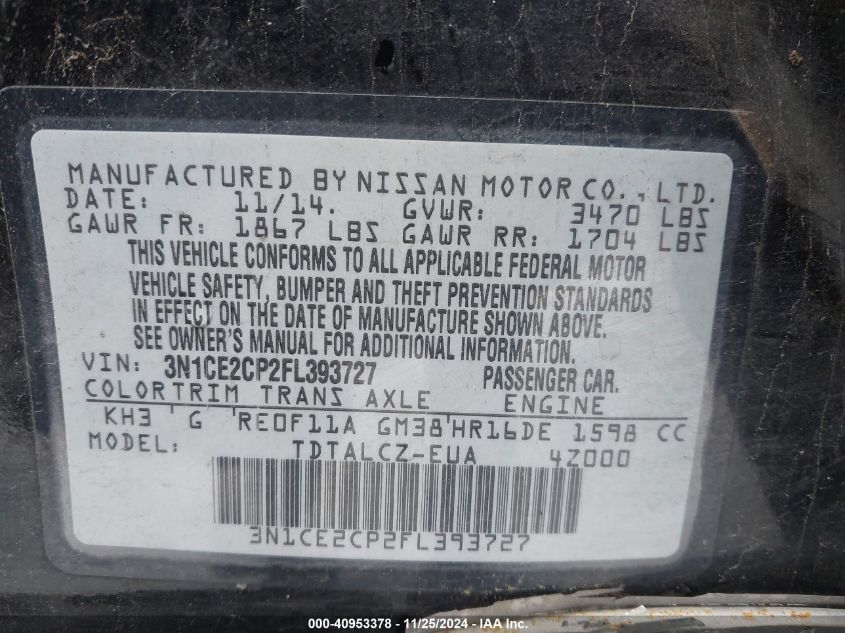 MANUFACTURED BY NISSAN MOTOR CO., LTD.
DATE: 11/14. GVWR: 3470 LBS
GAWR FR: 1867 LBS GAWR RR: 1704 LBS
THIS VEHICLE CONFORMS TO ALL APPLICABLE FEDERAL MOTOR
VEHICLE SAFETY, BUMPER AND THEFT PREVENTION STANDARDS
IN EFFECT ON THE DATE OF MANUFACTURE SHOWN ABOVE.
SEE OWNER'S MANUAL FOR ADDITIONAL INFORMATION.
VIN: 3N1CE2CP2FL393727 PASSENGER CAR.
COLORTRIM TRANS AXLE ENGINE
KH3 ' G 'RE0F11A GM38'HR16DE 1598 CC
MODEL: TDTALCZ-EUA 4Z000
3N1CE2CP2FL393727
000-40953378 - 11/25/2024 - IAA Inc.